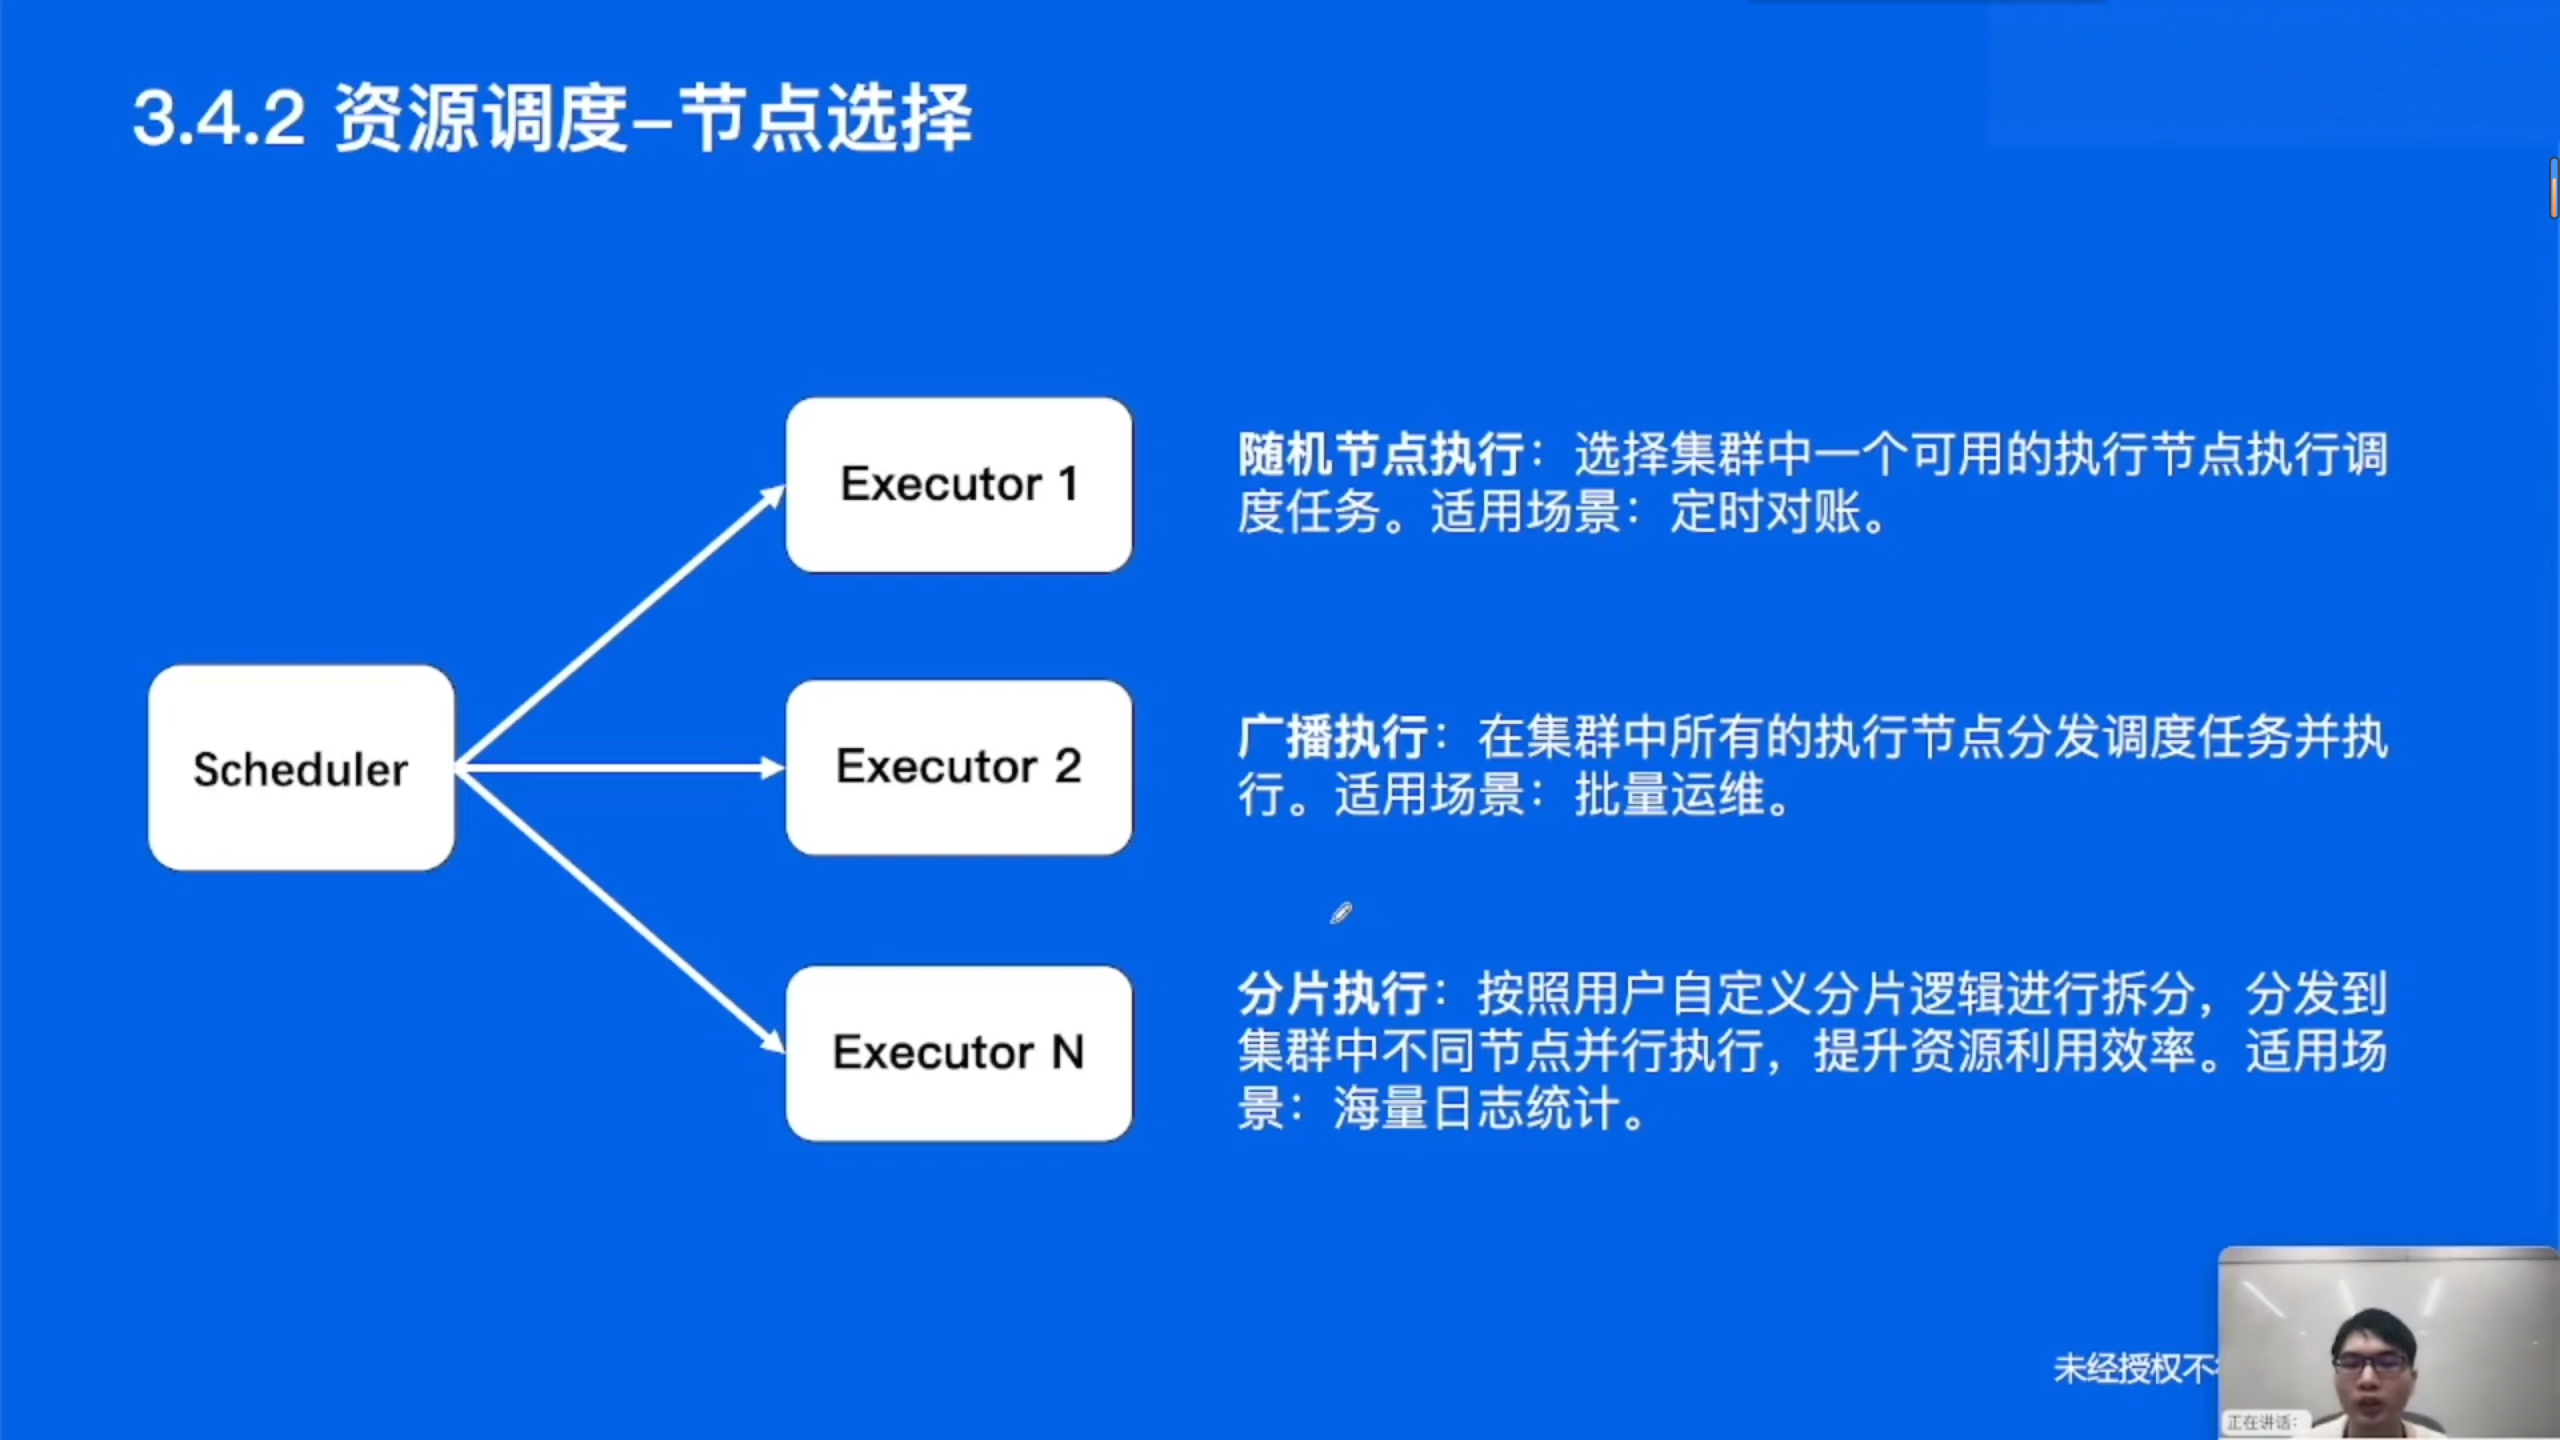 3.4.2 资源调度-节点选择
Executor 1
随机节点执行：选择集群中一个可用的执行节点执行调
度任务。适用场景：定时对账。
Scheduler
Executor 2
广播执行：在集群中所有的执行节点分发调度任务并执
行。适用场景：批量运维。
Executor N
分片执行：按照用户自定义分片逻辑进行拆分，分发到
集群中不同节点并行执行，提升资源利用效率。适用场
景：海量日志统计。
未经授权不
正在讲话：